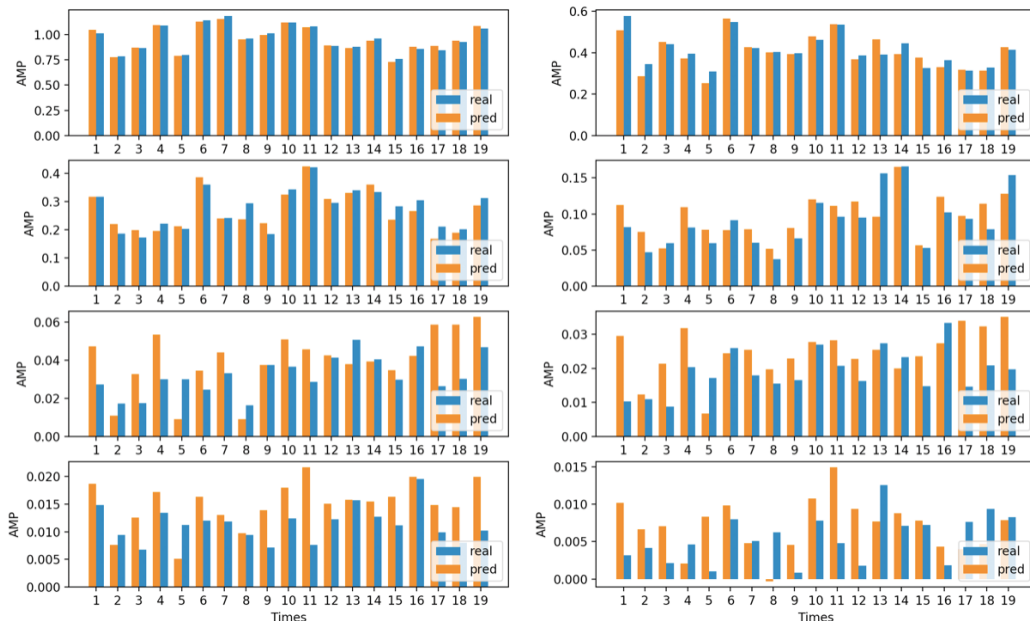 1.00
0.75
0.50
0.25
0.00
AMP
real
pred
1 2 3 4 5 6 7 8 9 10 11 12 13 14 15 16 17 18 19
0.6
0.4
0.2
0.0
AMP
real
pred
1 2 3 4 5 6 7 8 9 10 11 12 13 14 15 16 17 18 19
0.4
0.3
0.2
0.1
0.0
AMP
real
pred
1 2 3 4 5 6 7 8 9 10 11 12 13 14 15 16 17 18 19
0.15
0.10
0.05
0.00
AMP
real
pred
1 2 3 4 5 6 7 8 9 10 11 12 13 14 15 16 17 18 19
0.06
0.04
0.02
0.00
AMP
real
pred
1 2 3 4 5 6 7 8 9 10 11 12 13 14 15 16 17 18 19
0.03
0.02
0.01
0.00
AMP
real
pred
1 2 3 4 5 6 7 8 9 10 11 12 13 14 15 16 17 18 19
0.020
0.015
0.010
0.005
0.000
AMP
real
pred
1 2 3 4 5 6 7 8 9 10 11 12 13 14 15 16 17 18 19
Times
0.015
0.010
0.005
0.000
AMP
real
pred
1 2 3 4 5 6 7 8 9 10 11 12 13 14 15 16 17 18 19
Times